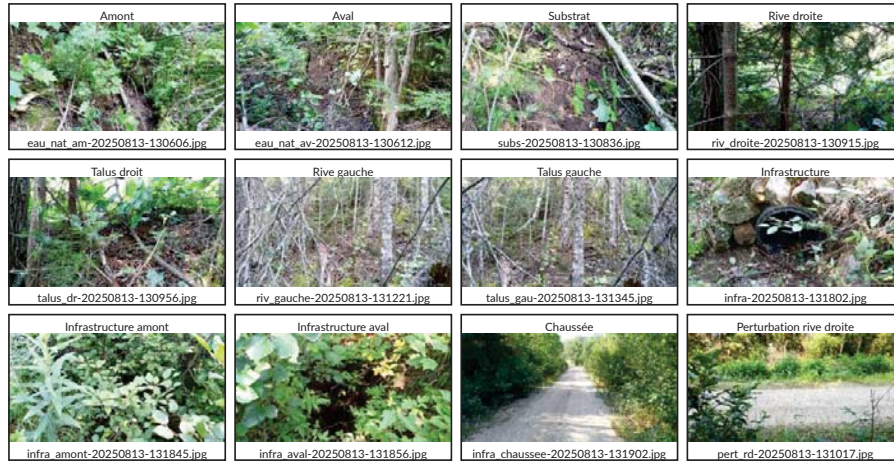 Amont
Aval
Substrat
Rive droite
eau_nat_am-20250813-130606.jpg
eau_nat_av-20250813-130612.jpg
subs-20250813-130836.jpg
riv_droite-20250813-130915.jpg
Talus droit
Rive gauche
Talus gauche
Infrastructure
talus_dr-20250813-130956.jpg
riv_gauche-20250813-131221.jpg
talus_gau-20250813-131345.jpg
infra-20250813-131802.jpg
Infrastructure amont
Infrastructure aval
Chaussée
Perturbation rive droite
infra_amont-20250813-131845.jpg
infra_aval-20250813-131856.jpg
infra_chaussee-20250813-131902.jpg
pert_rd-20250813-131017.jpg